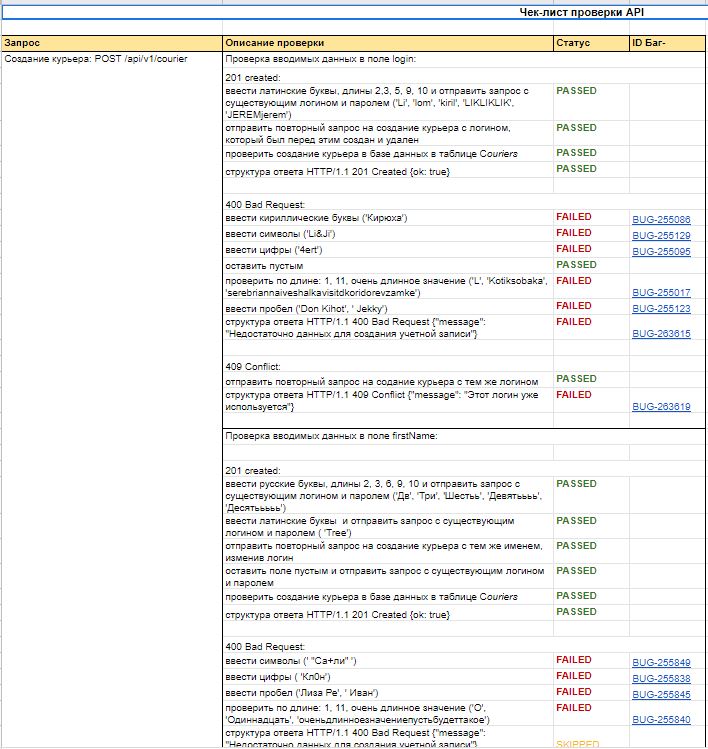 Чек-лист проверки API
Запрос Описание проверки Статус ID Баг-
Создание курьера: POST /api/v1/courier Проверка вводимых данных в поле login:
201 created:
ввести латинские буквы, длины 2,3, 5, 9, 10 и отправить запрос с PASSED
существующим логином и паролем ('Li', 'lom', 'kiril', 'LIKLIKLIK',
'JEREMjerem')
отправить повторный запрос на создание курьера с логином, PASSED
который был перед этим создан и удален
проверить создание курьера в базе данных в таблице Couriers PASSED
структура ответа HTTP/1.1 201 Created {ok: true} PASSED
400 Bad Request:
ввести кириллические буквы ('Кирюха') FAILED BUG-255086
ввести символы ('Li&Ji') FAILED BUG-255129
ввести цифры ('4ert') FAILED BUG-255095
оставить пустым PASSED
проверить по длине: 1, 11, очень длинное значение ('L', 'Kotiksobaka', FAILED
'serebriannaiveshalkavisitdkoridorevzamke') BUG-255017
ввести пробел ('Don Kihot', ' Jekky') FAILED BUG-255123
структура ответа HTTP/1.1 400 Bad Request {"message": FAILED
"Недостаточно данных для создания учетной записи"} BUG-263615
409 Conflict:
отправить повторный запрос на содание курьера с тем же логином PASSED
структура ответа HTTP/1.1 409 Conflict {"message": "Этот логин уже FAILED
используется"} BUG-263619
Проверка вводимых данных в поле firstName:
201 created:
ввести русские буквы, длины 2, 3, 6, 9, 10 и отправить запрос с PASSED
существующим логином и паролем ('Дв', 'Три', 'Шестьь', 'Девятьььь',
'Десятььььь')
ввести латинские буквы и отправить запрос с существующим PASSED
логином и паролем ( 'Tree')
отправить повторный запрос на создание курьера с тем же именем, PASSED
изменив логин
оставить поле пустым и отправить запрос с существующим логином PASSED
и паролем
проверить создание курьера в базе данных в таблице Couriers PASSED
структура ответа HTTP/1.1 201 Created {ok: true} PASSED
400 Bad Request:
ввести символы (' "Са+ли" ') FAILED BUG-255849
ввести цифры ( 'Кл0н') FAILED BUG-255838
ввести пробел ('Лиза Ре', ' Иван') FAILED BUG-255845
проверить по длине: 1, 11, очень длинное значение ('О', FAILED
'Одиннадцать', 'оченьдлинноезначениепустьбудеттакое') BUG-255840
структура ответа HTTP/1.1 400 Bad Request {"message":
"Недостаточно данных для создания учетной записи"} SKIPPED